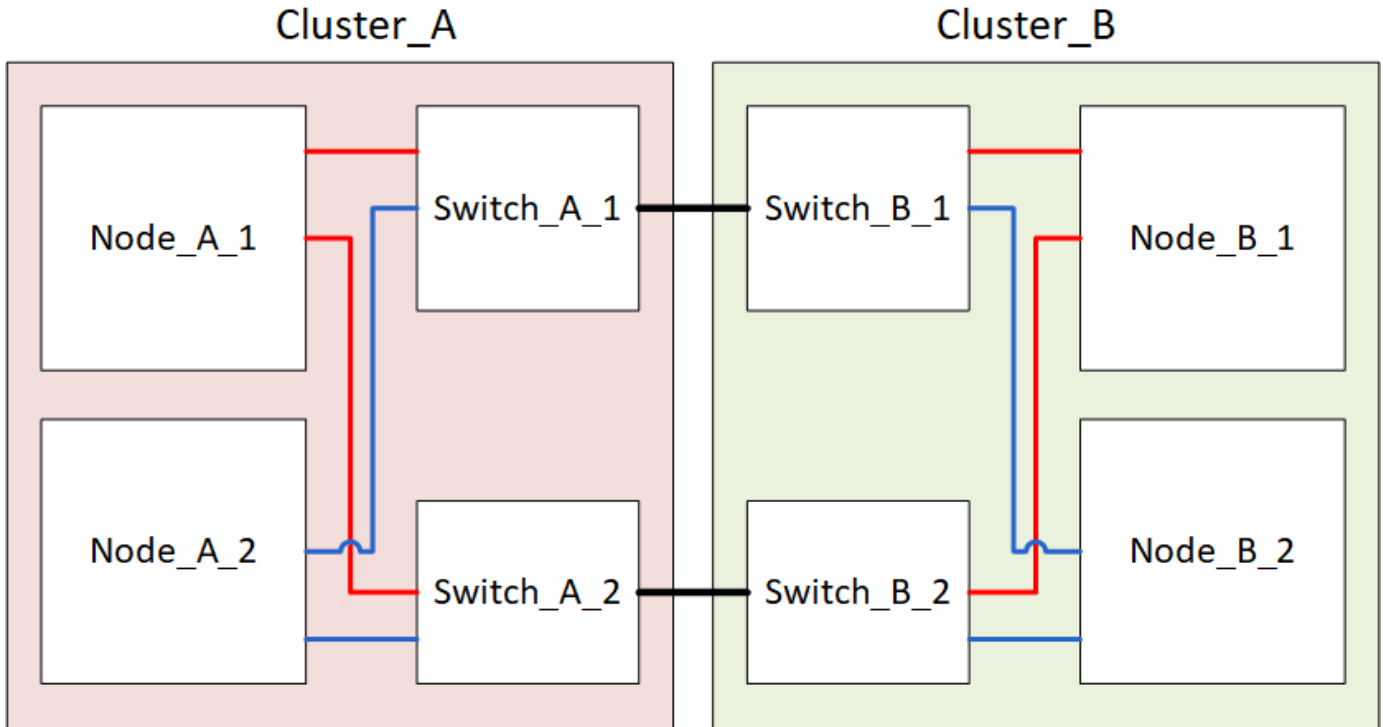 Cluster_A
Cluster_B
Node_A_1
Switch_A_1
Switch_B_1
Node_B_1
Node_A_2
Switch_A_2
Switch_B_2
Node_B_2